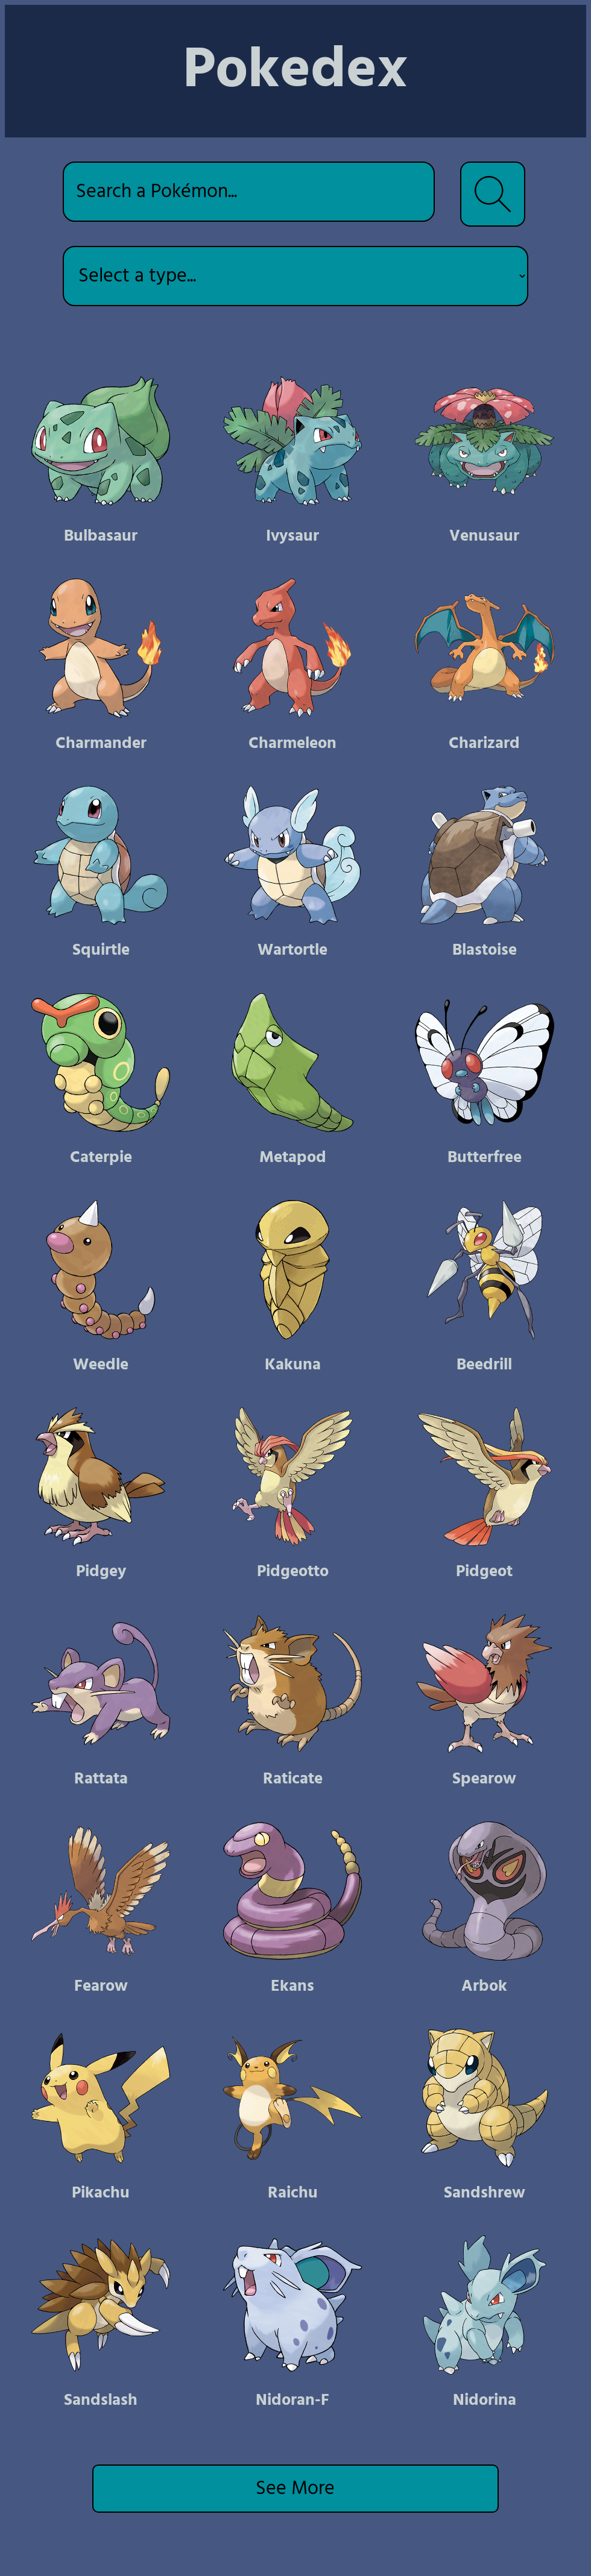 Pokedex
Search a Pokémon...
Select a type...
Bulbasaur Ivysaur Venusaur
Charmander Charmeleon Charizard
Squirtle Wartortle Blastoise
Caterpie Metapod Butterfree
Weedle Kakuna Beedrill
Pidgey Pidgeotto Pidgeot
Rattata Raticate Spearow
Fearow Ekans Arbok
Pikachu Raichu Sandshrew
Sandslash Nidoran-F Nidorina
See More